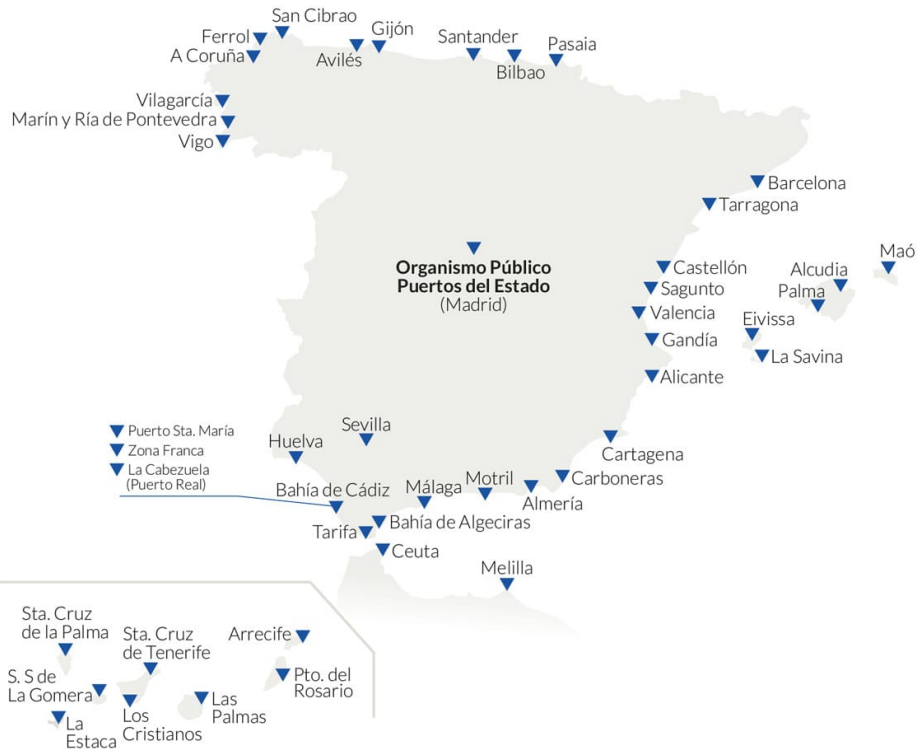 San Cibrao
Ferrol
Gijón
A Coruña
Avilés
Santander
Bilbao
Pasaia
Vilagarcía
Marín y Ría de Pontevedra
Vigo
Barcelona
Tarragona
Organismo Público
Puertos del Estado
(Madrid)
Castellón
Sagunto
Valencia
Gandía
Alicante
Maó
Alcudia
Palma
Eivissa
La Savina
Puerto Sta. María
Zona Franca
La Cabezuela
(Puerto Real)
Sevilla
Huelva
Cartagena
Carboneras
Bahía de Cádiz
Málaga
Motril
Almería
Bahía de Algeciras
Tarifa
Ceuta
Melilla
Sta. Cruz
de la Palma
Sta. Cruz
de Tenerife
Arrecife
S. S de
La Gomera
Pto. del
Rosario
Las
Palmas
Los
Cristianos
La
Estaca